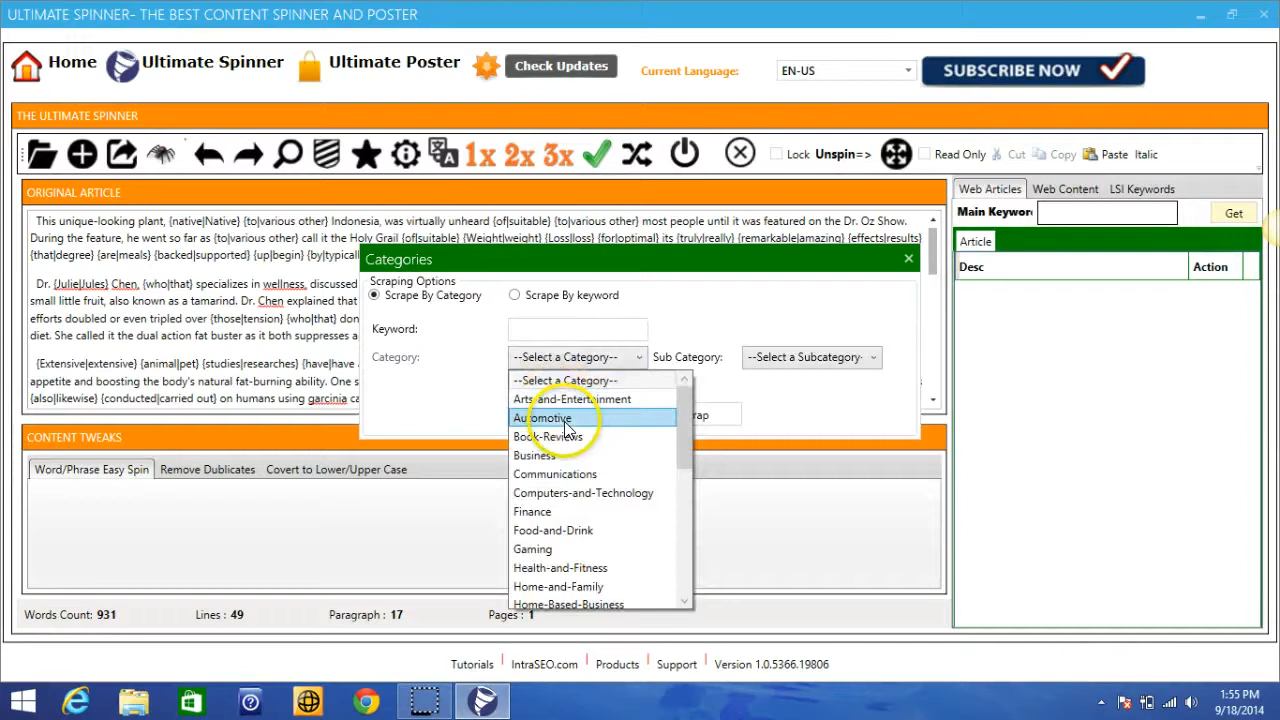 ULTIMATE SPINNER- THE BEST CONTENT SPINNER AND POSTER
Home
Ultimate Spinner
Ultimate Poster
Check Updates
Current Language:
EN-US
SUBSCRIBE NOW
THE ULTIMATE SPINNER
1x 2x 3x
Lock Unspin=>
Read Only
Cut
Copy
Paste
Italic
ORIGINAL ARTICLE
This unique-looking plant, {native|Native} {to|various other} Indonesia, was virtually unheard {of|suitable} {to|various other} most people until it was featured on the Dr. Oz Show.
During the feature, he went so far as {to|various other} call it the Holy Grail {of|suitable} {Weight|weight} {Loss|loss} {for|optimal} its {truly|really} {remarkable|amazing} {effects|results}
{that|degree} {are|meals} {backed|supported} {up|begin} {by|typicall
Dr. {Julie|Jules} Chen, {who|that} specializes in wellness, discussed
small little fruit, also known as a tamarind. Dr. Chen explained that
efforts doubled or even tripled over {those|tension} {who|that} don
diet. She called it the dual action fat buster as it both suppresses a
{Extensive|extensive} {animal|pet} {studies|researches} {have|have a
appetite and boosting the body's natural fat-burning ability. One s
{also|likewise} {conducted|carried out} on humans using garcinia c
Categories
Scraping Options
Scrape By Category
Scrape By keyword
Keyword:
Category:
--Select a Category--
Sub Category:
--Select a Subcategory-
--Select a Category--
Arts-and-Entertainment
Automotive
Book-Reviews
Business
Communications
Computers-and-Technology
Finance
Food-and-Drink
Gaming
Health-and-Fitness
Home-and-Family
Home-Based-Business
rap
Web Articles
Web Content
LSI Keywords
Main Keyword
Get
Article
Desc
Action
CONTENT TWEAKS
Word/Phrase Easy Spin
Remove Dublicates
Covert to Lower/Upper Case
Words Count: 931
Lines : 49
Paragraph : 17
Pages : 1
Tutorials
IntraSEO.com
Products
Support
Version 1.0.5366.19806
1:55 PM
9/18/2014